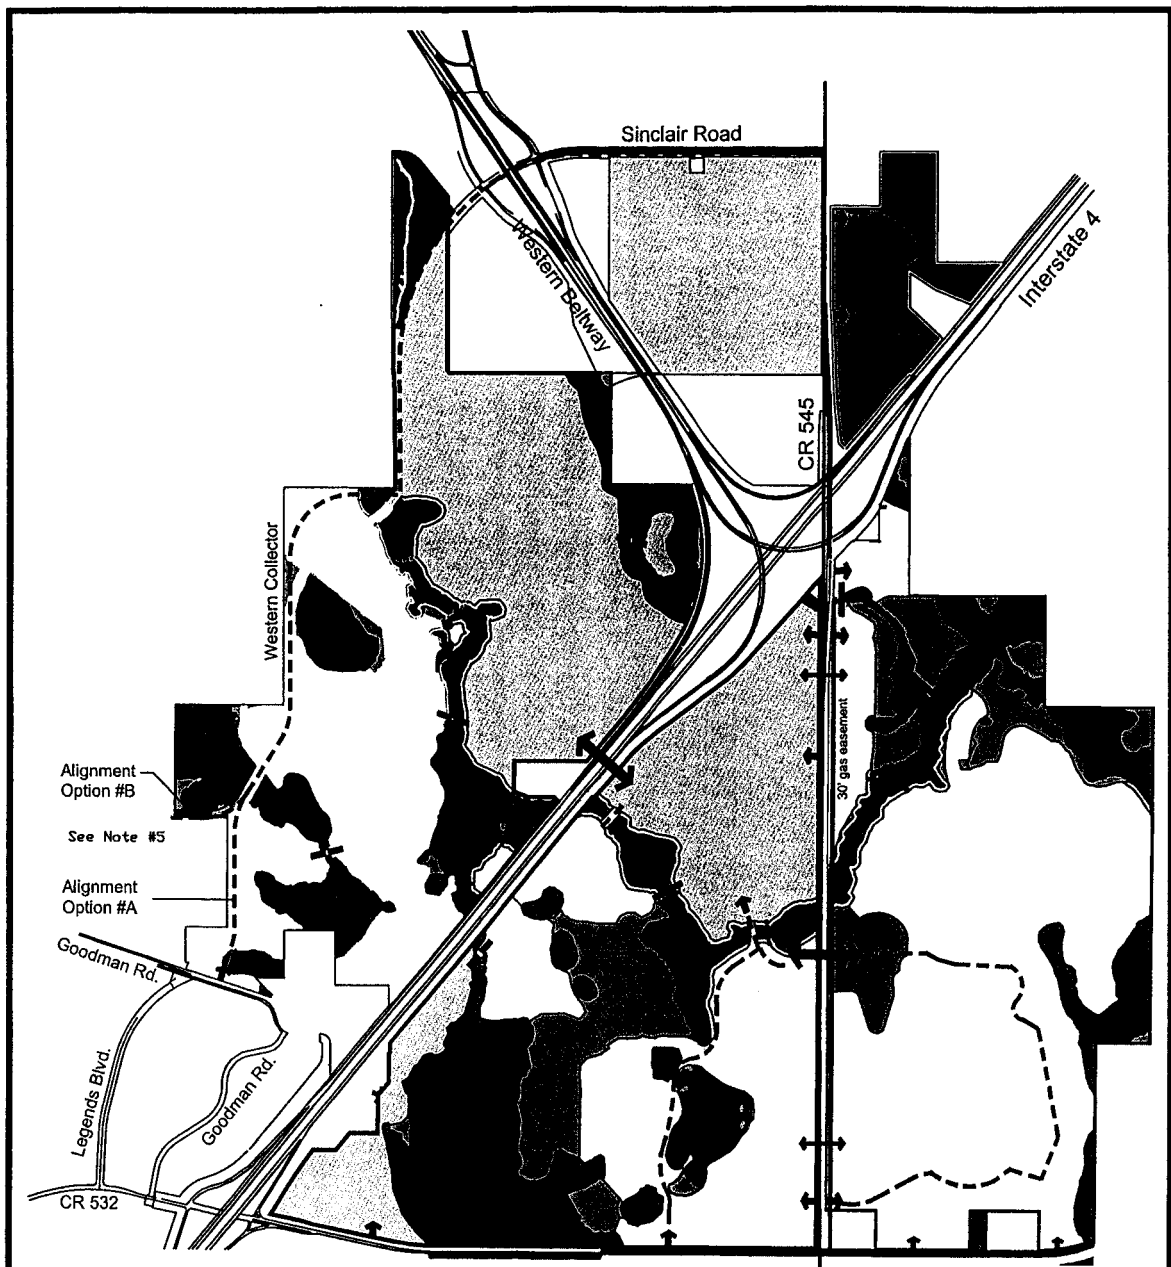 Sinclair Road
Western Beltway
Interstate 4
CR 545
Western Collector
30' gas easement
Alignment
Option #B
See Note #5
Alignment
Option #A
Goodman Rd.
Legends Blvd.
Goodman Rd.
CR 532